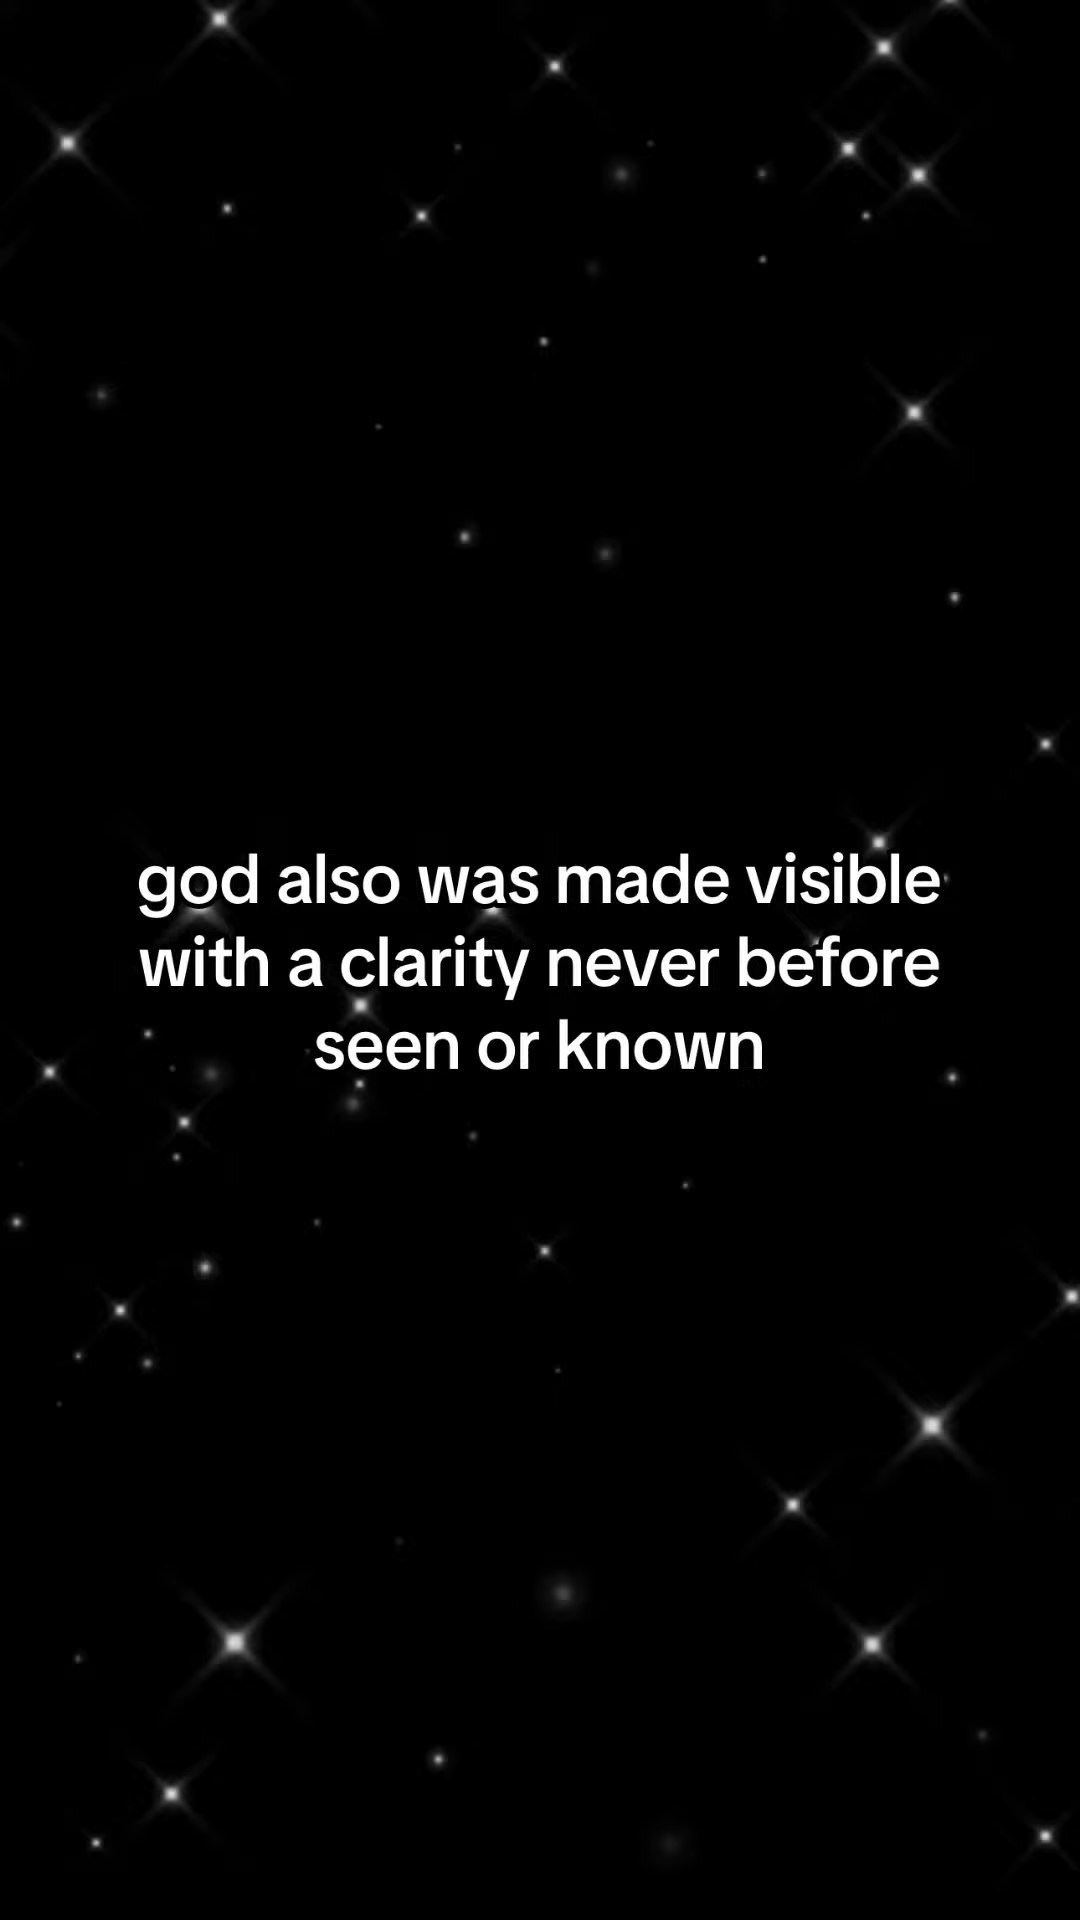 god also was made visible
with a clarity never before
seen or known